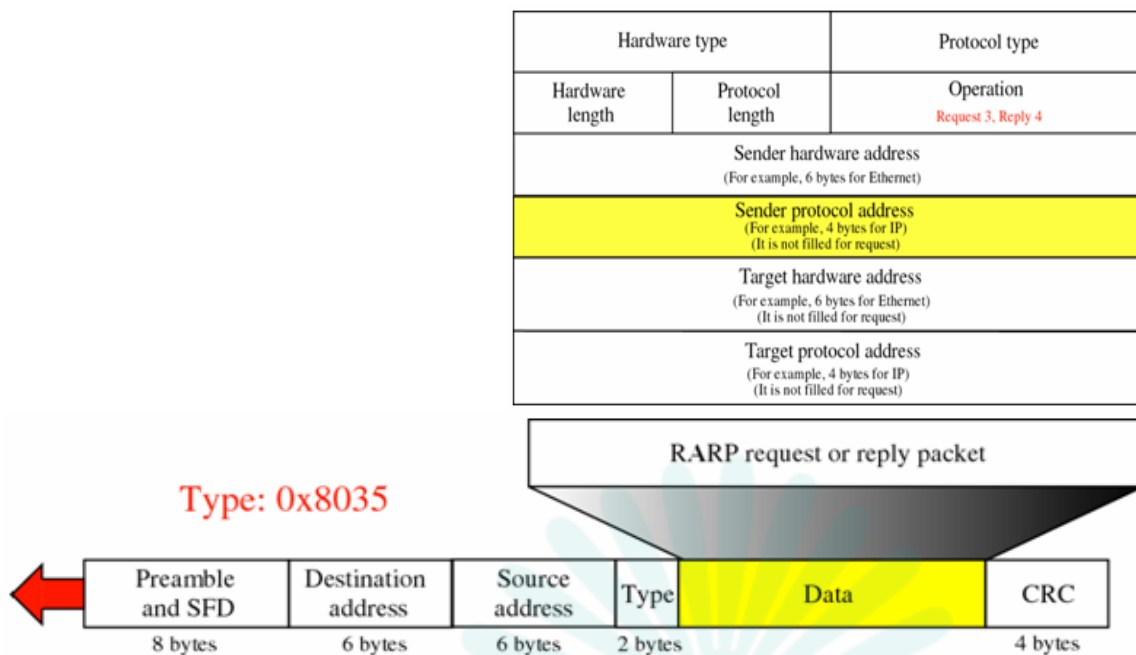 Hardware type
Protocol type
Hardware
length
Protocol
length
Operation
Request 3, Reply 4
Sender hardware address
(For example, 6 bytes for Ethernet)
Sender protocol address
(For example, 4 bytes for IP)
(It is not filled for request)
Target hardware address
(For example, 6 bytes for Ethernet)
(It is not filled for request)
Target protocol address
(For example, 4 bytes for IP)
(It is not filled for request)
RARP request or reply packet
Type: 0x8035
Preamble
and SFD
Destination
address
Source
address
Type
Data
CRC
8 bytes
6 bytes
6 bytes
2 bytes
4 bytes